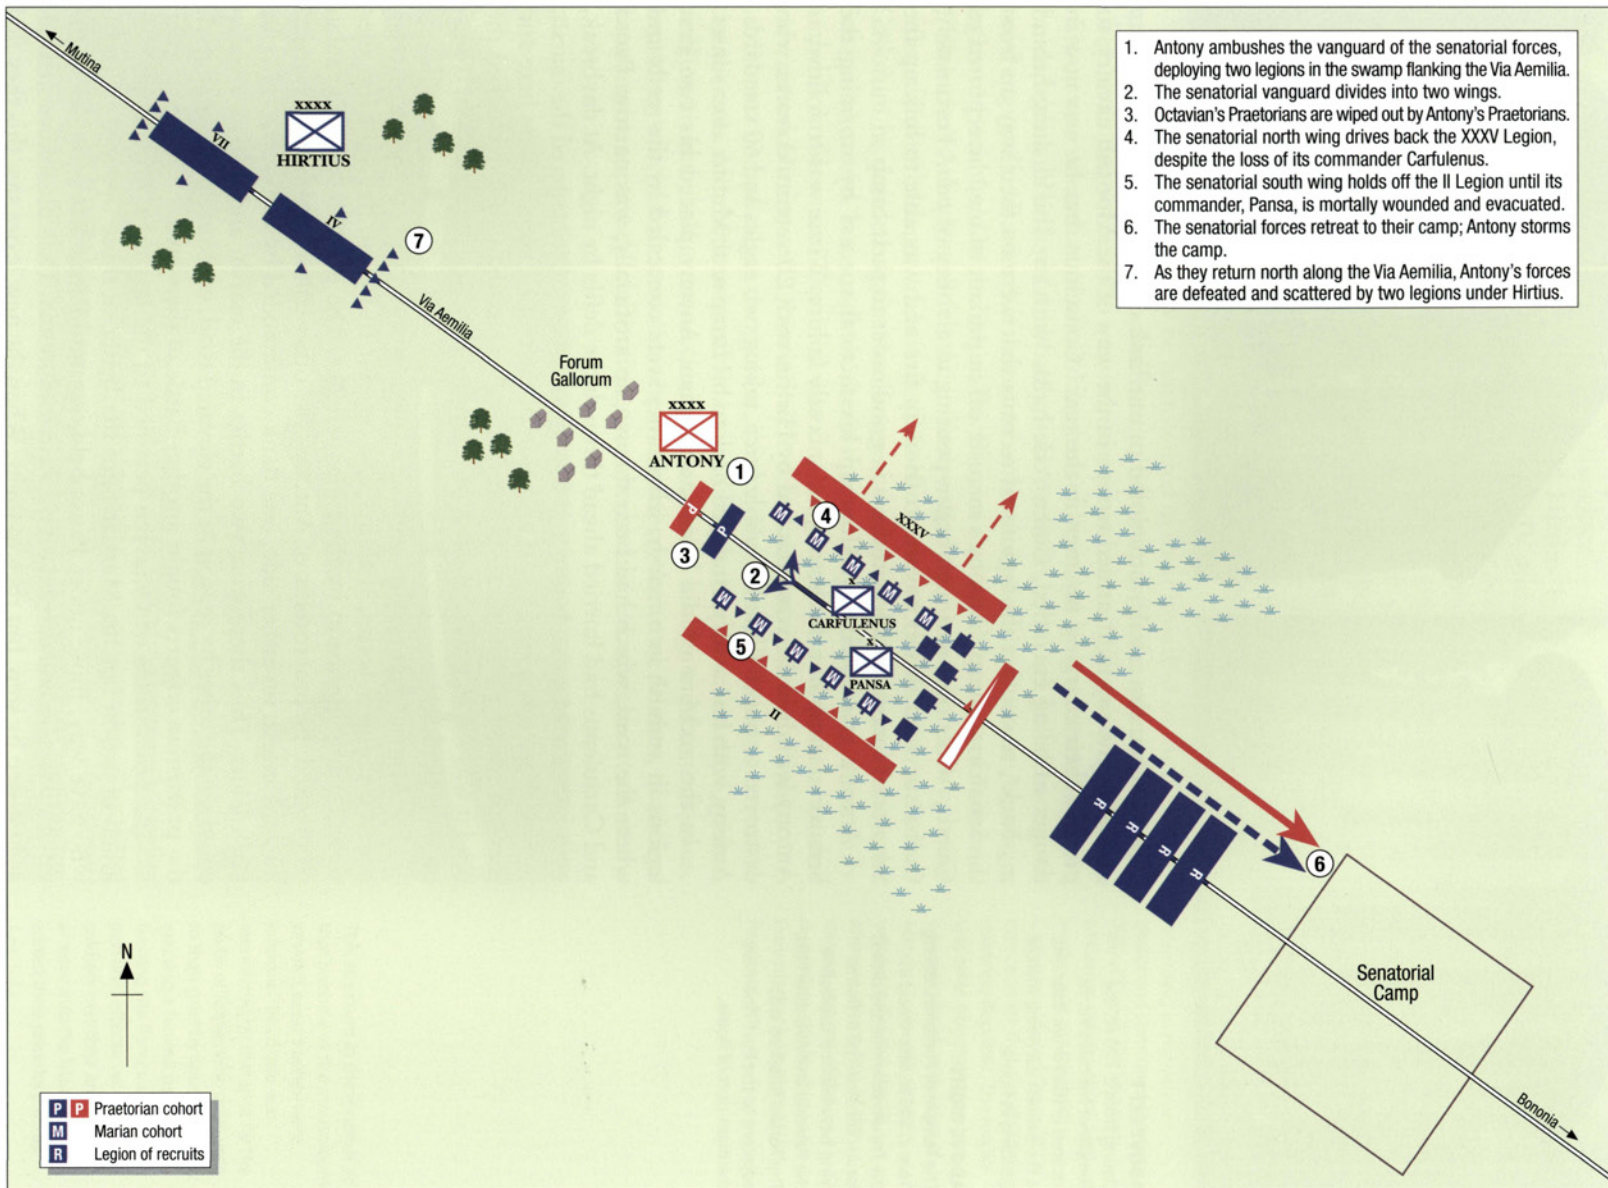 ← Mutina
1. Antony ambushes the vanguard of the senatorial forces,
deploying two legions in the swamp flanking the Via Aemilia.
2. The senatorial vanguard divides into two wings.
3. Octavian's Praetorians are wiped out by Antony's Praetorians.
4. The senatorial north wing drives back the XXXV Legion,
despite the loss of its commander Carfulenus.
5. The senatorial south wing holds off the II Legion until its
commander, Pansa, is mortally wounded and evacuated.
6. The senatorial forces retreat to their camp; Antony storms
the camp.
7. As they return north along the Via Aemilia, Antony's forces
are defeated and scattered by two legions under Hirtius.
xxxx
HIRTIUS
VII
IV
7
Via Aemilia
Forum
Gallorum
xxxx
ANTONY
1
P
P
3
2
4
XXXV
M
M
M
M
M
x
CARFULENUS
x
PANSA
M
M
M
M
M
5
II
R
R
R
R
6
Senatorial
Camp
Bononia →
N
P P Praetorian cohort
M Marian cohort
R Legion of recruits